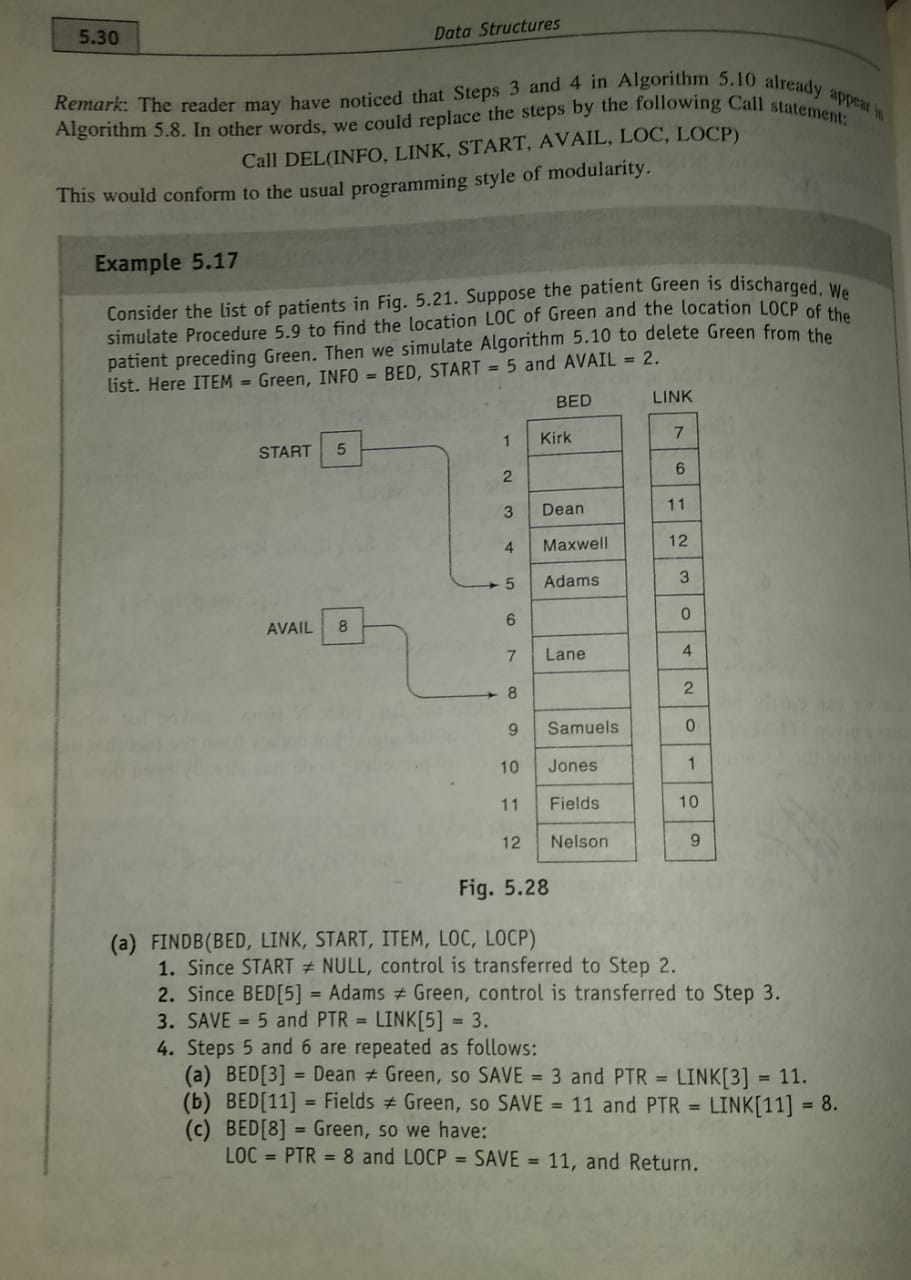 5.30
Data Structures
Remark: The reader may have noticed that Steps 3 and 4 in Algorithm 5.10 already appear in
Algorithm 5.8. In other words, we could replace the steps by the following Call statement:
Call DEL(INFO, LINK, START, AVAIL, LOC, LOCP)
This would conform to the usual programming style of modularity.
Example 5.17
Consider the list of patients in Fig. 5.21. Suppose the patient Green is discharged. We
simulate Procedure 5.9 to find the location LOC of Green and the location LOCP of the
patient preceding Green. Then we simulate Algorithm 5.10 to delete Green from the
list. Here ITEM = Green, INFO = BED, START = 5 and AVAIL = 2.
BED LINK
START 5
AVAIL 8
1 Kirk 7
2 6
3 Dean 11
4 Maxwell 12
5 Adams 3
6 0
7 Lane 4
8 2
9 Samuels 0
10 Jones 1
11 Fields 10
12 Nelson 9
Fig. 5.28
(a) FINDB(BED, LINK, START, ITEM, LOC, LOCP)
1. Since START ≠ NULL, control is transferred to Step 2.
2. Since BED[5] = Adams ≠ Green, control is transferred to Step 3.
3. SAVE = 5 and PTR = LINK[5] = 3.
4. Steps 5 and 6 are repeated as follows:
(a) BED[3] = Dean ≠ Green, so SAVE = 3 and PTR = LINK[3] = 11.
(b) BED[11] = Fields ≠ Green, so SAVE = 11 and PTR = LINK[11] = 8.
(c) BED[8] = Green, so we have:
LOC = PTR = 8 and LOCP = SAVE = 11, and Return.